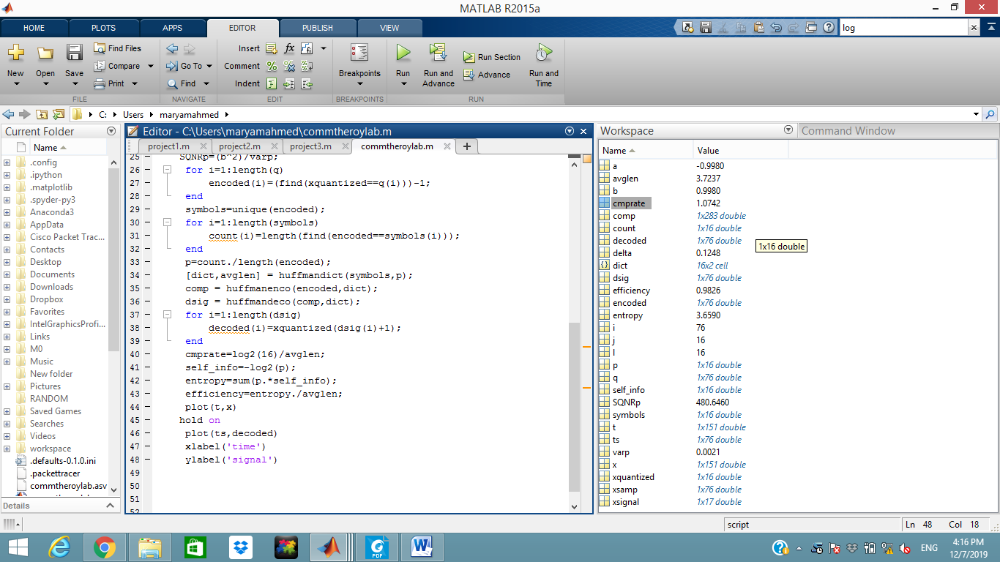 MATLAB R2015a
HOME PLOTS APPS EDITOR PUBLISH VIEW
log
New Open Save Find Files Compare Print
FILE
Go To Find
NAVIGATE
Insert fx
Comment
Indent
EDIT
Breakpoints
BREAKPOINTS
Run Run and Advance Run Section Advance Run and Time
RUN
C: Users maryamahmed
Current Folder
Name
.config
.ipython
.matplotlib
.spyder-py3
Anaconda3
AppData
Cisco Packet Trac...
Contacts
Desktop
Documents
Downloads
Dropbox
Favorites
IntelGraphicsProfi...
Links
M0
Music
New folder
Pictures
RANDOM
Saved Games
Searches
Videos
workspace
.defaults-0.1.0.ini
.packettracer
commtheroylab.asv
Details
Editor - C:\Users\maryamahmed\commtheroylab.m
project1.m project2.m project3.m commtheroylab.m
25 SQNRp=(b^2)/varp;
26 for i=1:length(q)
27 encoded(i)=(find(xquantized==q(i)))-1;
28 end
29 symbols=unique(encoded);
30 for i=1:length(symbols)
31 count(i)=length(find(encoded==symbols(i)));
32 end
33 p=count./length(encoded);
34 [dict,avglen] = huffmandict(symbols,p);
35 comp = huffmanenco(encoded,dict);
36 dsig = huffmandeco(comp,dict);
37 for i=1:length(dsig)
38 decoded(i)=xquantized(dsig(i)+1);
39 end
40 cmprate=log2(16)/avglen;
41 self_info=-log2(p);
42 entropy=sum(p.*self_info);
43 efficiency=entropy./avglen;
44 plot(t,x)
45 hold on
46 plot(ts,decoded)
47 xlabel('time')
48 ylabel('signal')
49
50
51
52
Workspace
Command Window
Name Value
a -0.9980
avglen 3.7237
b 0.9980
cmprate 1.0742
comp 1x283 double
count 1x16 double
decoded 1x76 double
1x16 double
delta 0.1248
dict 16x2 cell
dsig 1x76 double
efficiency 0.9826
encoded 1x76 double
entropy 3.6590
i 76
j 16
l 16
p 1x16 double
q 1x76 double
self_info 1x16 double
SQNRp 480.6460
symbols 1x16 double
t 1x151 double
ts 1x76 double
varp 0.0021
x 1x151 double
xquantized 1x16 double
xsamp 1x76 double
xsignal 1x17 double
script
Ln 48 Col 18
PDF
ENG
4:16 PM
12/7/2019